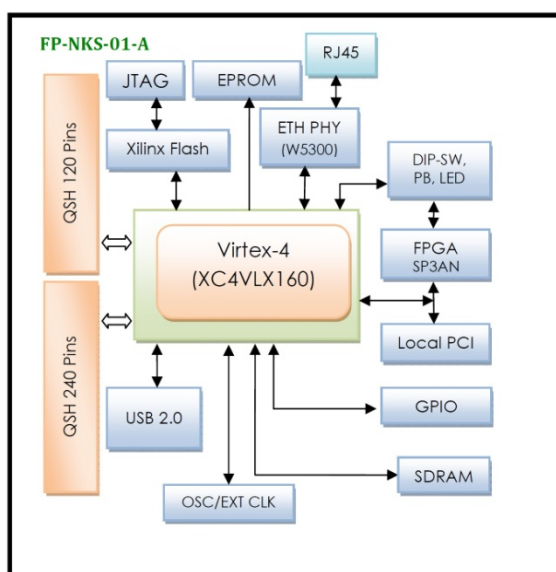 FP-NKS-01-A
RJ45
JTAG
EPROM
ETH PHY
(W5300)
QSH 120 Pins
Xilinx Flash
DIP-SW,
PB, LED
Virtex-4
(XC4VLX160)
FPGA
SP3AN
Local PCI
QSH 240 Pins
USB 2.0
GPIO
SDRAM
OSC/EXT CLK